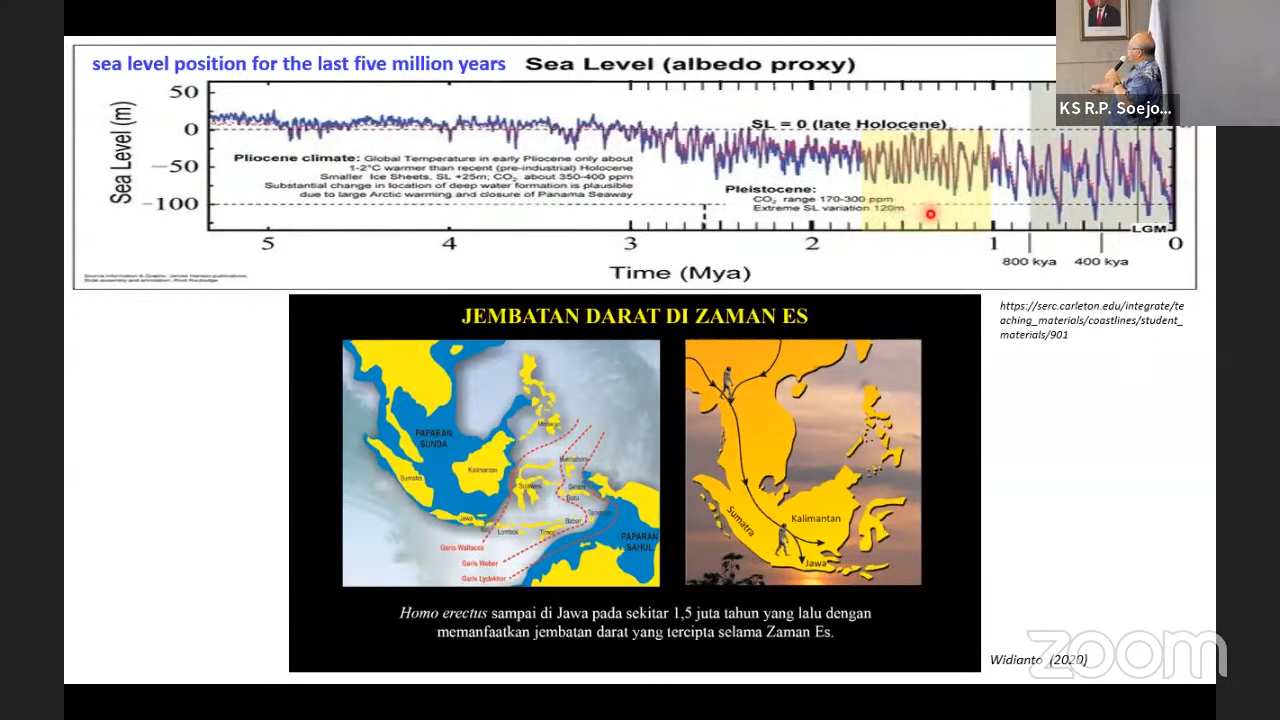 sea level position for the last five million years
Sea Level (albedo proxy)
Sea Level (m)
50
0
-50
-100
SL = 0 (late Holocene)
Pliocene climate: Global Temperature in early Pliocene only about
1-2°C warmer than recent (pre-industrial) Holocene
Smaller Ice Sheets, SL +25m; CO₂ about 350-400 ppm
Substantial change in location of deep water formation is plausible
due to large Arctic warming and closure of Panama Seaway
Pleistocene:
CO₂ range 170-300 ppm
Extreme SL variation 120m
LGM
5
4
3
2
1
0
800 kya
400 kya
Time (Mya)
KS R.P. Soejo...
https://serc.carleton.edu/integrate/te
aching_materials/coastlines/student_
materials/901
JEMBATAN DARAT DI ZAMAN ES
PAPARAN
SUNDA
Sumatra
Kalimantan
Jawa
Lombok
Sulawesi
Seram
Buru
PAPARAN
SAHUL
Garis Wallacea
Garis Weber
Garis Lydekker
Sumatra
Kalimantan
Jawa
Homo erectus sampai di Jawa pada sekitar 1,5 juta tahun yang lalu dengan
memanfaatkan jembatan darat yang tercipta selama Zaman Es.
Widianto (2020)
zoom